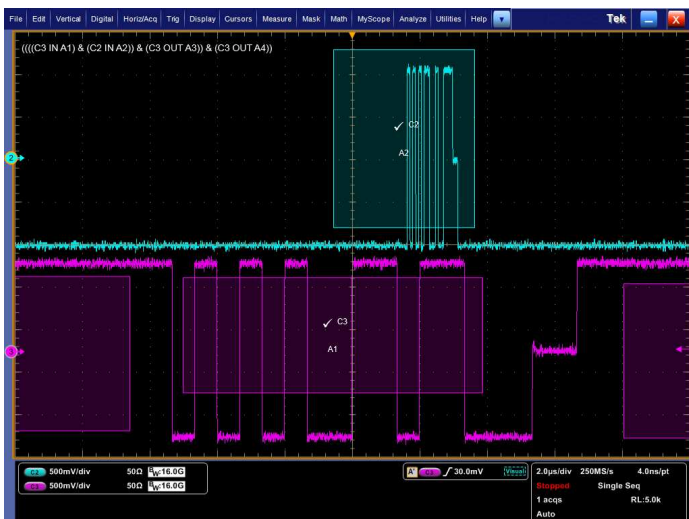 File Edit Vertical Digital Horiz/Acq Trig Display Cursors Measure Mask Math MyScope Analyze Utilities Help Tek
((((C3 IN A1) & (C2 IN A2)) & (C3 OUT A3)) & (C3 OUT A4))
C2
A2
2
C3
3
A1
C2 500mV/div 50Ω BW:16.0G
C3 500mV/div 50Ω BW:16.0G
A' C3 30.0mV Visual
2.0µs/div 250MS/s 4.0ns/pt
Stopped Single Seq
1 acqs RL:5.0k
Auto